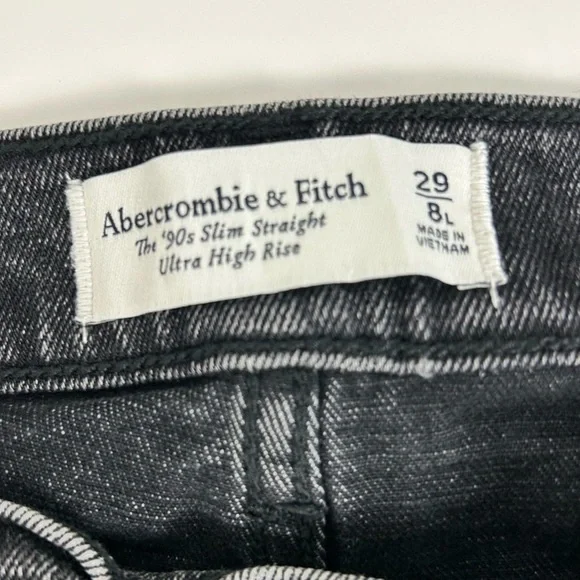 Abercrombie & Fitch
The '90s Slim Straight
Ultra High Rise
29
8L
MADE IN
VIETNAM